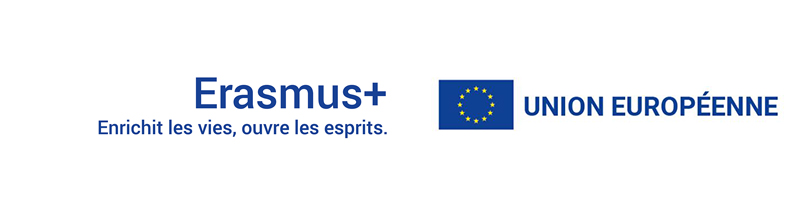 Erasmus+
Enrichit les vies, ouvre les esprits.
UNION EUROPÉENNE